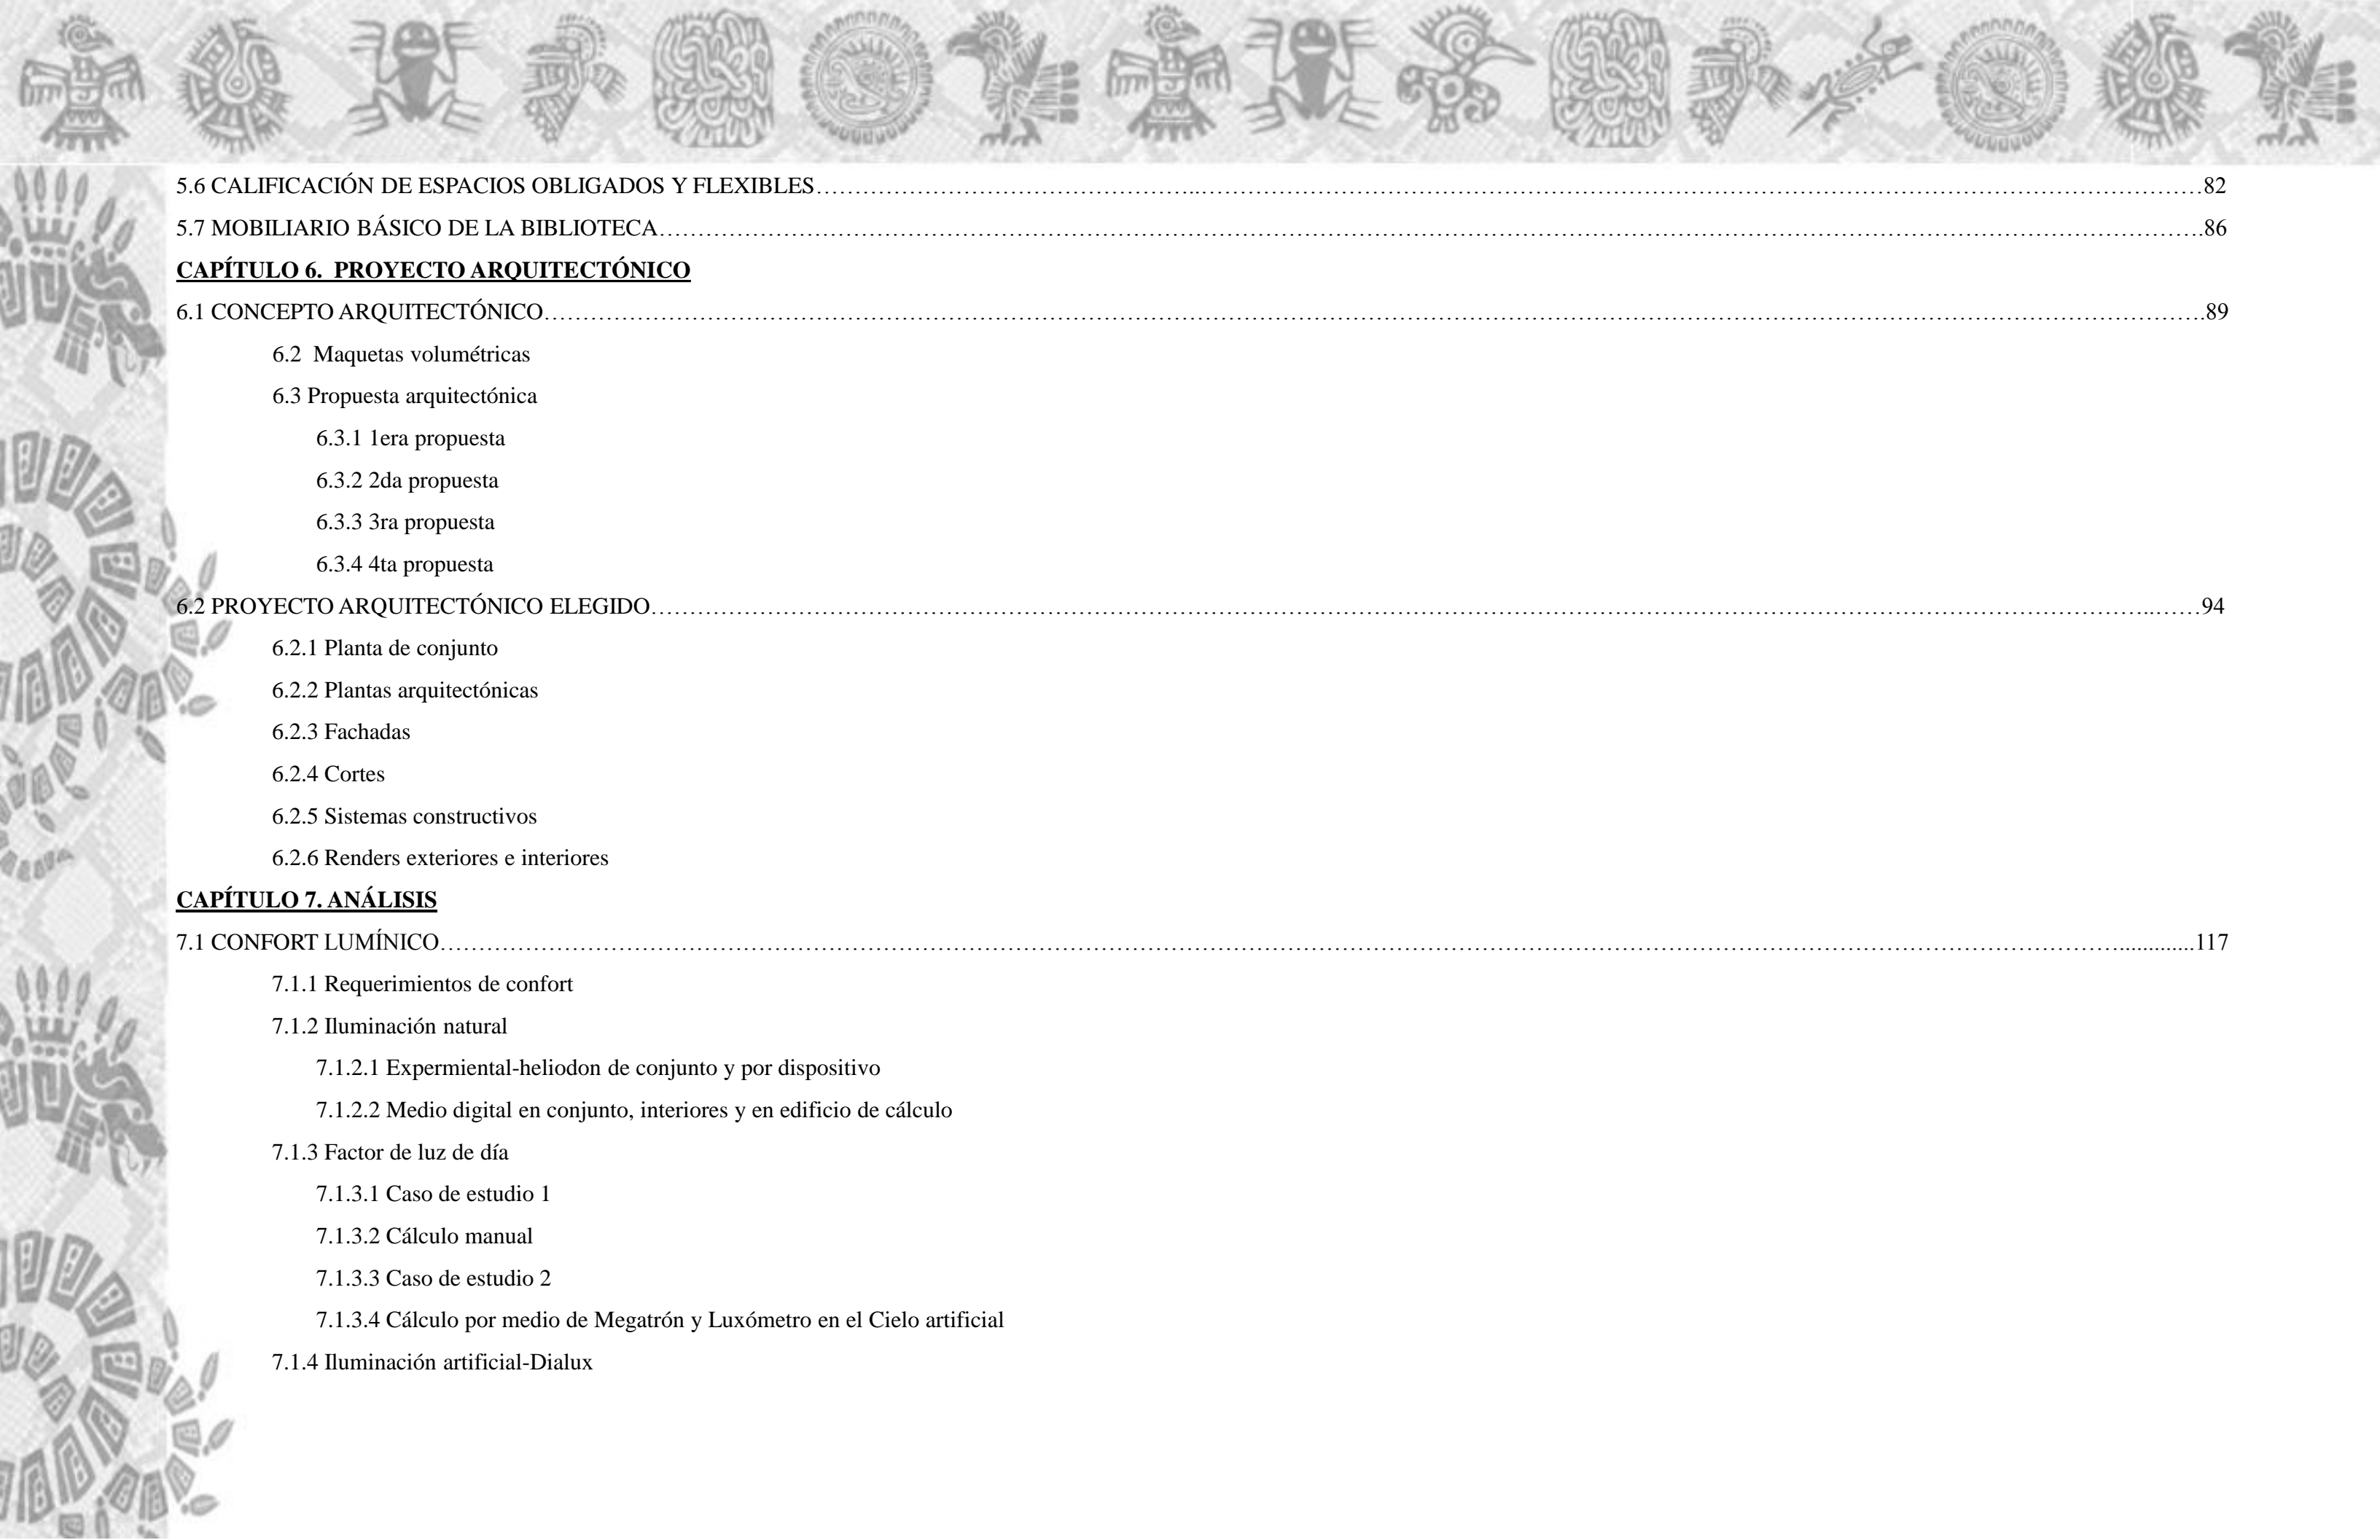 5.6 CALIFICACIÓN DE ESPACIOS OBLIGADOS Y FLEXIBLES……………………………………………………………………………………82
5.7 MOBILIARIO BÁSICO DE LA BIBLIOTECA……………………………………………………………………………………86
CAPÍTULO 6.  PROYECTO ARQUITECTÓNICO
6.1 CONCEPTO ARQUITECTÓNICO……………………………………………………………………………………89
6.2  Maquetas volumétricas
6.3 Propuesta arquitectónica
6.3.1 1era propuesta
6.3.2 2da propuesta
6.3.3 3ra propuesta
6.3.4 4ta propuesta
6.2 PROYECTO ARQUITECTÓNICO ELEGIDO……………………………………………………………………………………94
6.2.1 Planta de conjunto
6.2.2 Plantas arquitectónicas
6.2.3 Fachadas
6.2.4 Cortes
6.2.5 Sistemas constructivos
6.2.6 Renders exteriores e interiores
CAPÍTULO 7. ANÁLISIS
7.1 CONFORT LUMÍNICO……………………………………………………………………………………117
7.1.1 Requerimientos de confort
7.1.2 Iluminación natural
7.1.2.1 Expermiental-heliodon de conjunto y por dispositivo
7.1.2.2 Medio digital en conjunto, interiores y en edificio de cálculo
7.1.3 Factor de luz de día
7.1.3.1 Caso de estudio 1
7.1.3.2 Cálculo manual
7.1.3.3 Caso de estudio 2
7.1.3.4 Cálculo por medio de Megatrón y Luxómetro en el Cielo artificial
7.1.4 Iluminación artificial-Dialux